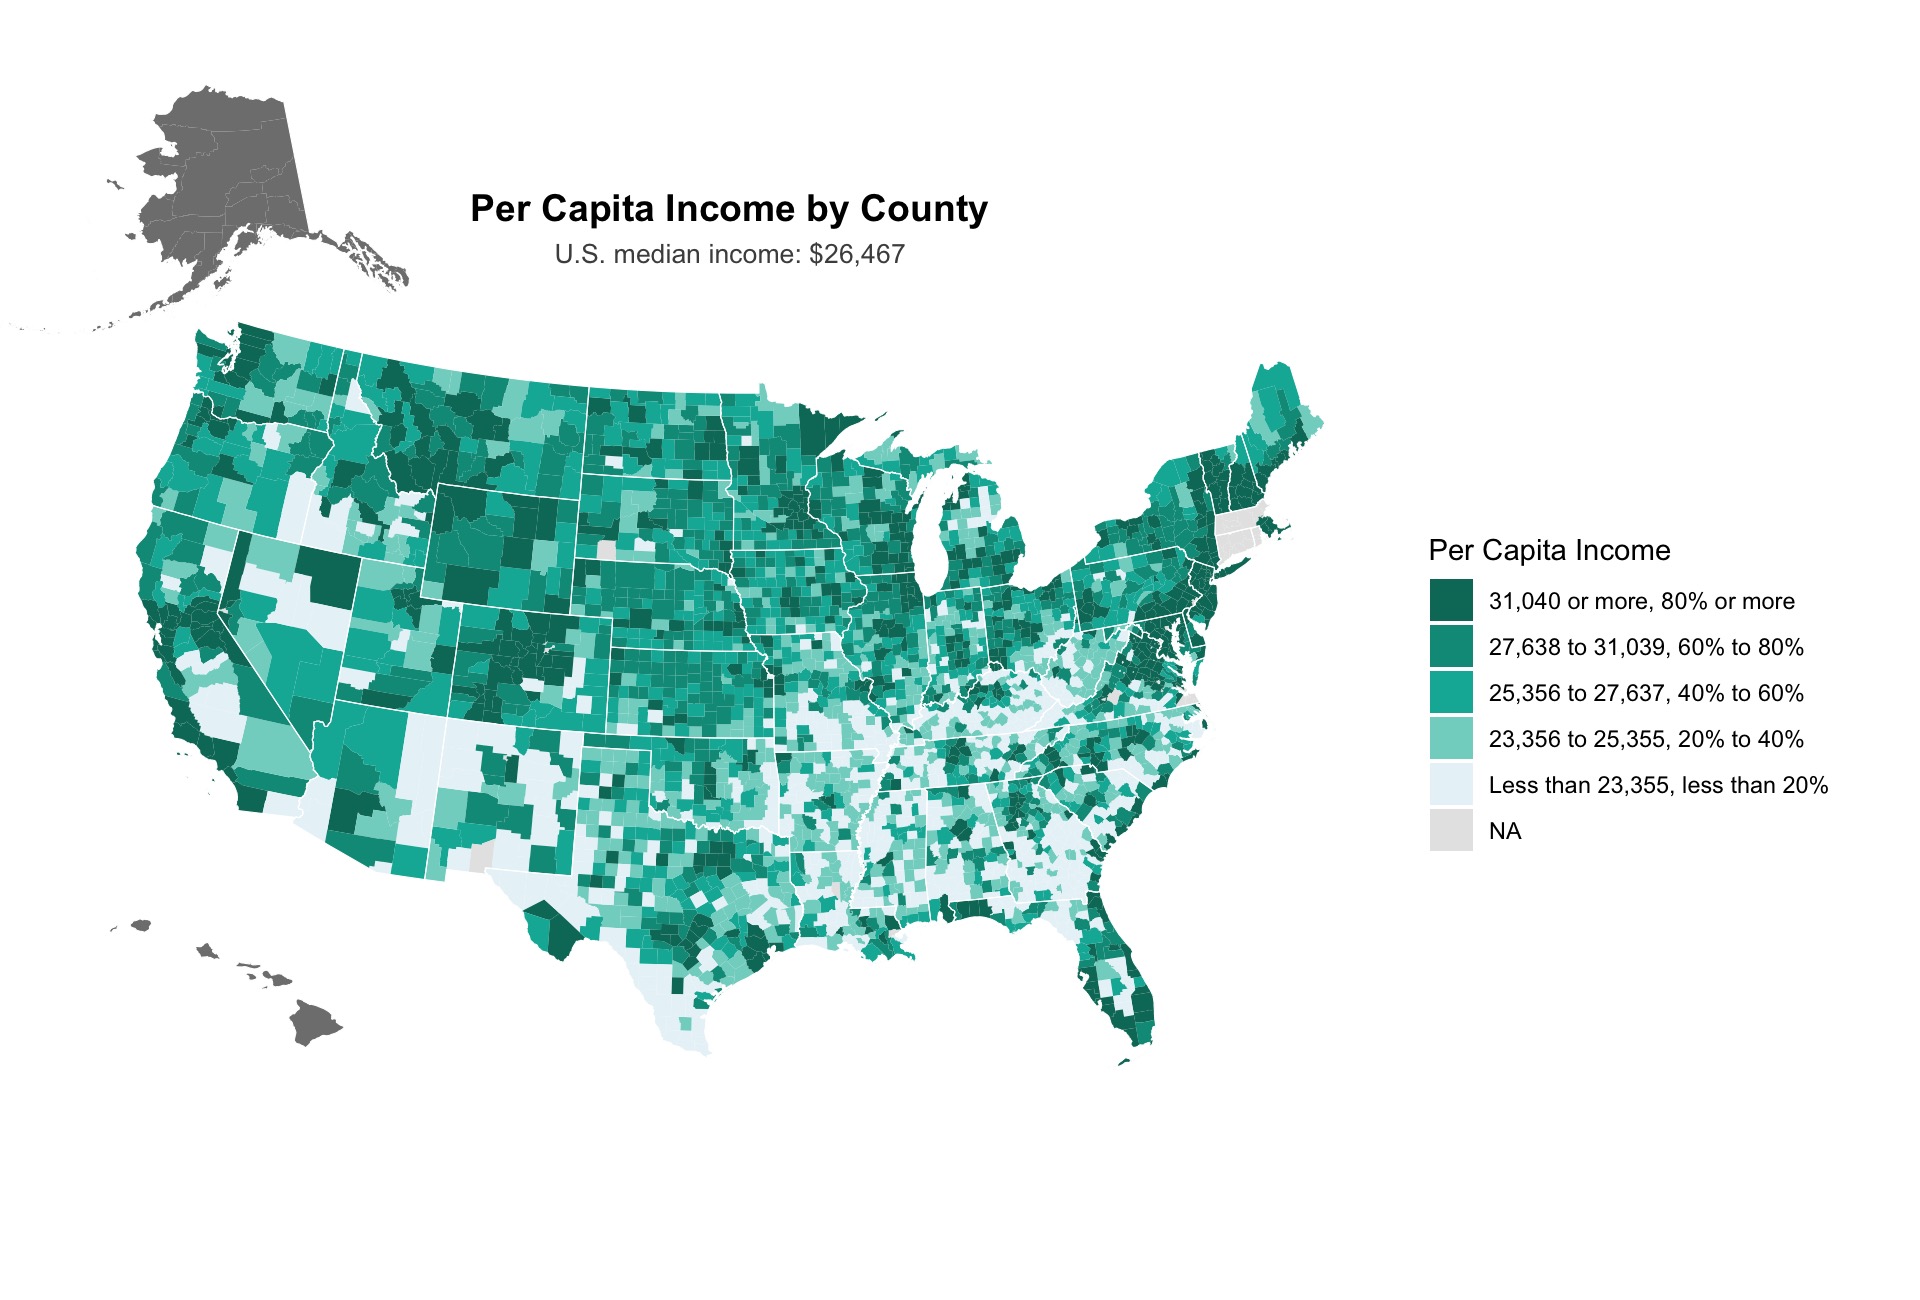 Per Capita Income by County
U.S. median income: $26,467
Per Capita Income
31,040 or more, 80% or more
27,638 to 31,039, 60% to 80%
25,356 to 27,637, 40% to 60%
23,356 to 25,355, 20% to 40%
Less than 23,355, less than 20%
NA